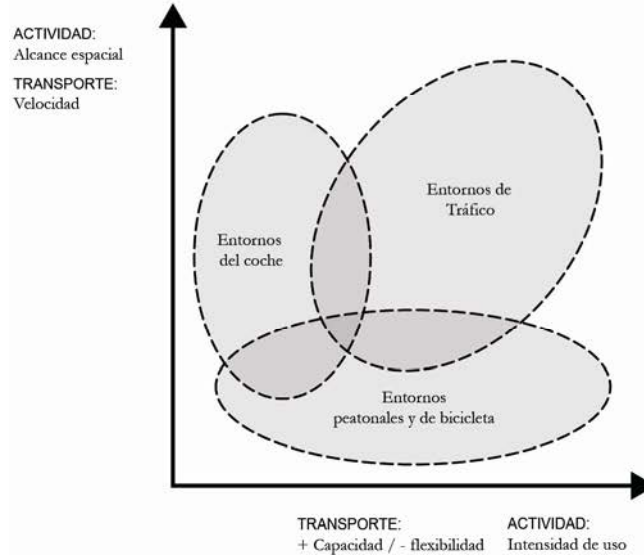 ACTIVIDAD:
Alcance espacial
TRANSPORTE:
Velocidad
Entornos de
Tráfico
Entornos
del coche
Entornos
peatonales y de bicicleta
TRANSPORTE:
+ Capacidad / - flexibilidad
ACTIVIDAD:
Intensidad de uso